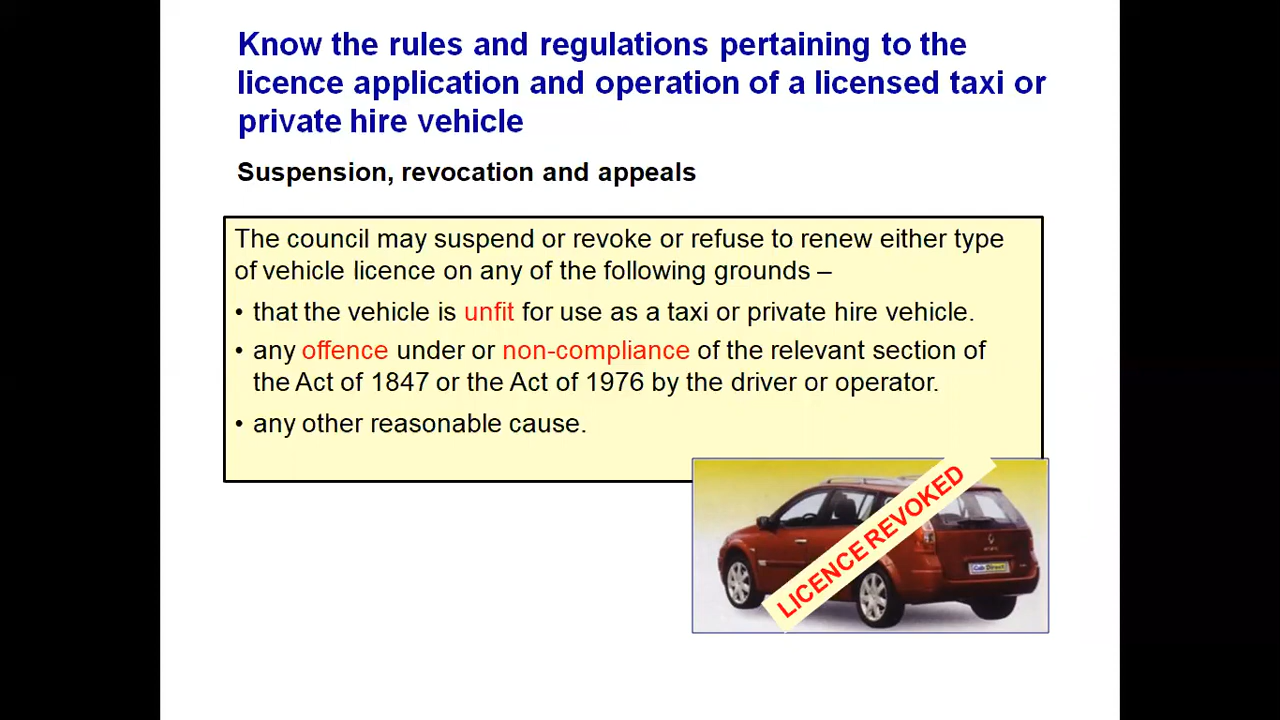 Know the rules and regulations pertaining to the
licence application and operation of a licensed taxi or
private hire vehicle
Suspension, revocation and appeals
The council may suspend or revoke or refuse to renew either type
of vehicle licence on any of the following grounds –
• that the vehicle is unfit for use as a taxi or private hire vehicle.
• any offence under or non-compliance of the relevant section of
the Act of 1847 or the Act of 1976 by the driver or operator.
• any other reasonable cause.
LICENCE REVOKED
Cab Direct